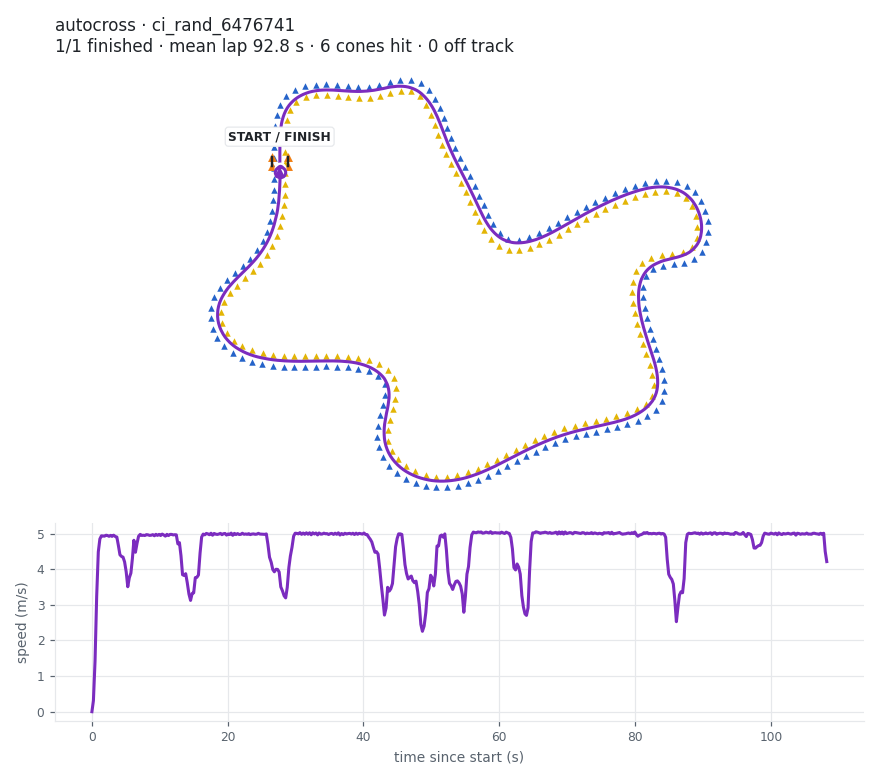 autocross · ci_rand_6476741
1/1 finished · mean lap 92.8 s · 6 cones hit · 0 off track
START / FINISH
5
4
3
2
1
0
speed (m/s)
0 20 40 60 80 100
time since start (s)